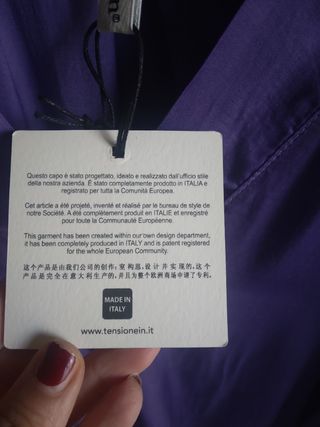 Questo capo è stato progettato, ideato e realizzato dall'ufficio stile
della nostra azienda. È stato completamente prodotto in ITALIA e
registrato per tutta la Comunità Europea.
Cet article a été projeté, inventé et réalisé par le bureau de style de
notre Société. A été complètement produit en ITALIE et enregistré
pour toute la Communauté Européenne.
This garment has been created within our own design department,
it has been completely produced in ITALY and is patent registered
for the whole European Community.
这个产品是由我们公司的创作室构思,设计并实现的,这个
产品是完全在意大利生产的,并且为整个欧洲商场申请了专利。
MADE IN
ITALY
www.tensionein.it